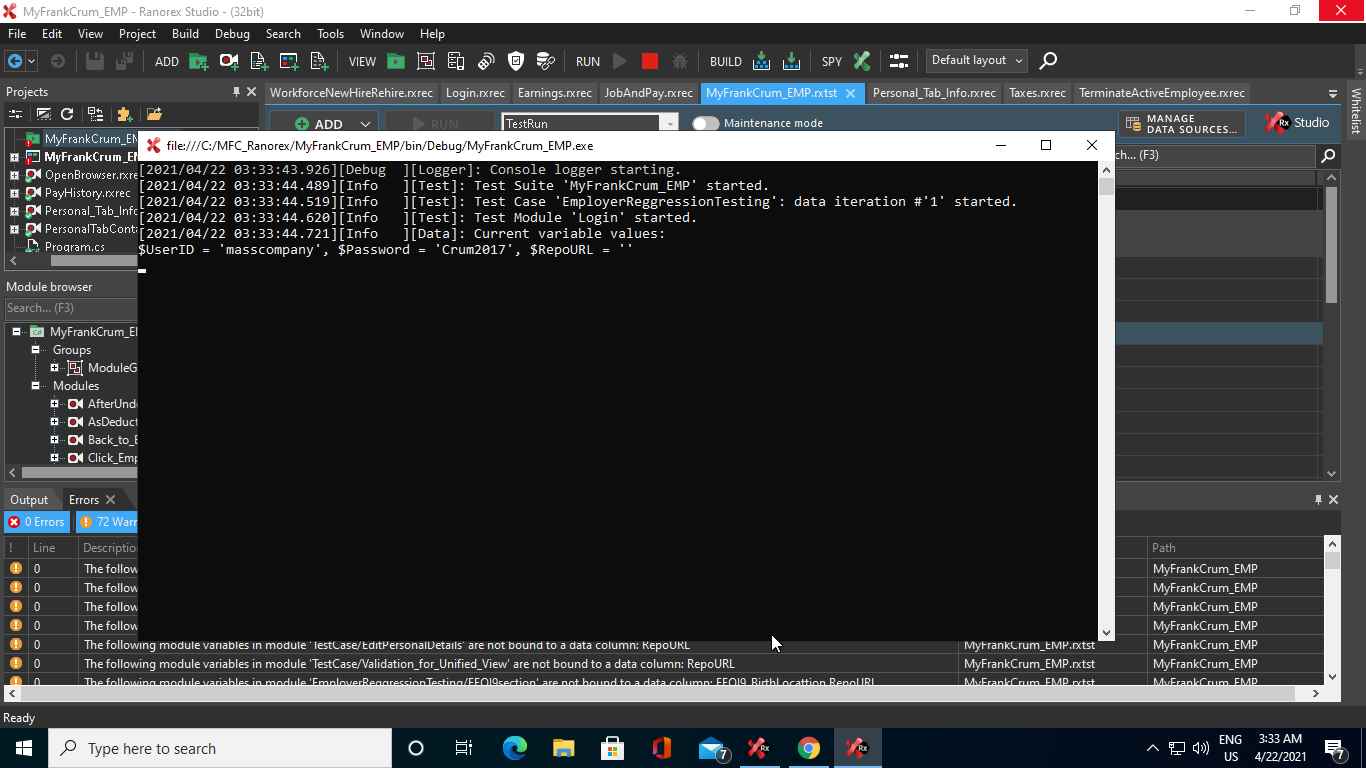 MyFrankCrum_EMP - Ranorex Studio - (32bit)
File Edit View Project Build Debug Search Tools Window Help
ADD VIEW RUN BUILD SPY Default layout
Projects
WorkforceNewHireRehire.rxrec Login.rxrec Earnings.rxrec JobAndPay.rxrec MyFrankCrum_EMP.rxtst Personal_Tab_Info.rxrec Taxes.rxrec TerminateActiveEmployee.rxrec
Whitelist
ADD RUN TestRun Maintenance mode MANAGE DATA SOURCES... Rx Studio
MyFrankCrum_EM
MyFrankCrum_EM
OpenBrowser.rxrec
PayHistory.rxrec
Personal_Tab_Info
PersonalTabConta
Program.cs
ch... (F3)
file:///C:/MFC_Ranorex/MyFrankCrum_EMP/bin/Debug/MyFrankCrum_EMP.exe
[2021/04/22 03:33:43.926][Debug ][Logger]: Console logger starting.
[2021/04/22 03:33:44.489][Info ][Test]: Test Suite 'MyFrankCrum_EMP' started.
[2021/04/22 03:33:44.519][Info ][Test]: Test Case 'EmployerReggressionTesting': data iteration #'1' started.
[2021/04/22 03:33:44.620][Info ][Test]: Test Module 'Login' started.
[2021/04/22 03:33:44.721][Info ][Data]: Current variable values:
$UserID = 'masscompany', $Password = 'Crum2017', $RepoURL = ''
Module browser
Search... (F3)
MyFrankCrum_EM
Groups
ModuleG
Modules
AfterUnd
AsDeduct
Back_to_E
Click_Emp
Output Errors
0 Errors 72 Warn
! Line Descriptio Path
0 The follow MyFrankCrum_EMP
0 The follow MyFrankCrum_EMP
0 The follow MyFrankCrum_EMP
0 The follow MyFrankCrum_EMP
0 The following module variables in module 'TestCase/EditPersonalDetails' are not bound to a data column: RepoURL MyFrankCrum_EMP.rxtst MyFrankCrum_EMP
0 The following module variables in module 'TestCase/Validation_for_Unified_View' are not bound to a data column: RepoURL MyFrankCrum_EMP.rxtst MyFrankCrum_EMP
0 The following module variables in module 'EmployerReggressionTesting/EEOI9section' are not bound to a data column: EEOI9_BirthLocattion,RepoURL MyFrankCrum_EMP.rxtst MyFrankCrum_EMP
Ready
Type here to search
7
Rx
Rx
ENG
US
3:33 AM
4/22/2021
7